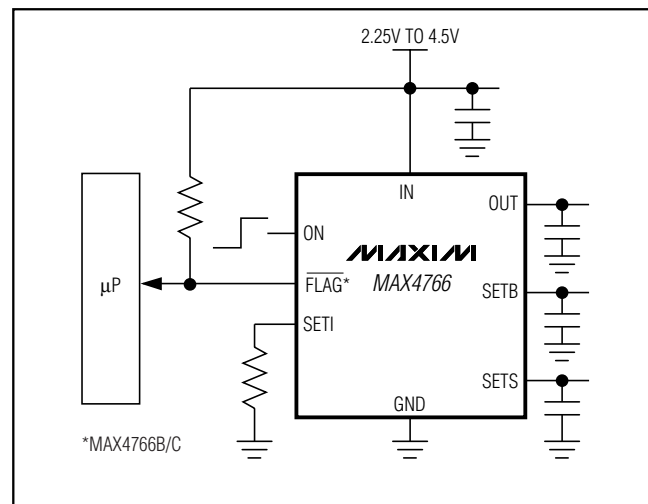 2.25V TO 4.5V
IN
OUT
ON
MAXIM
µP
FLAG*
MAX4766
SETB
SETI
SETS
GND
*MAX4766B/C